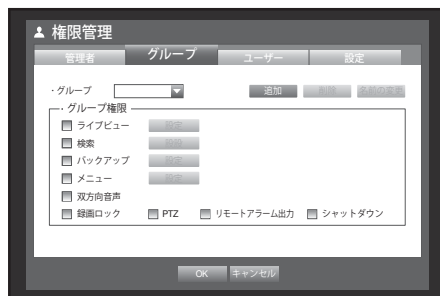 権限管理
管理者 グループ ユーザー 設定
・グループ 追加 削除 名前の変更
・グループ権限
ライブビュー 設定
検索 設定
バックアップ 設定
メニュー 設定
双方向音声
録画ロック PTZ リモートアラーム出力 シャットダウン
OK キャンセル